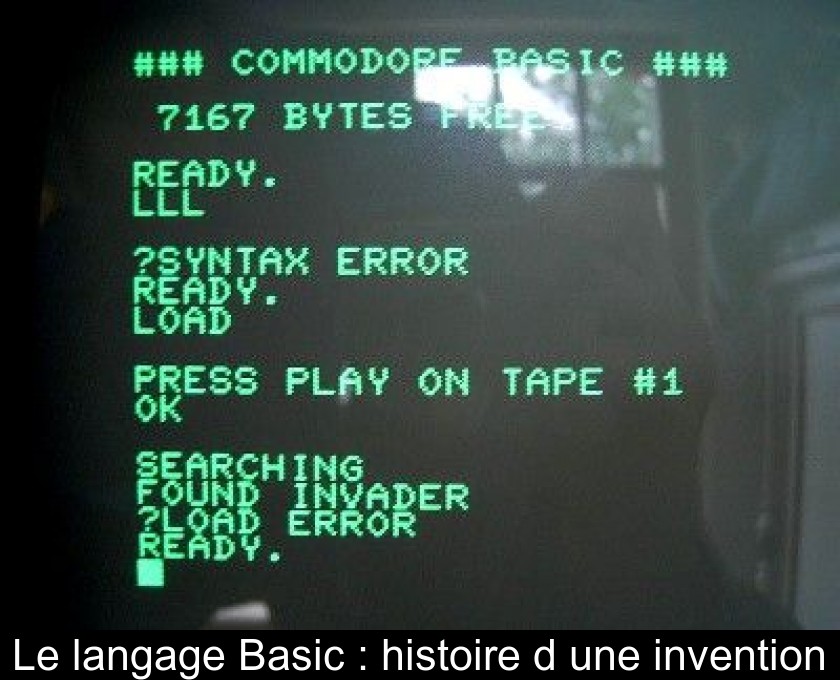 ### COMMODORE BASIC ###
7167 BYTES FREE
READY.
LLL
?SYNTAX ERROR
READY.
LOAD
PRESS PLAY ON TAPE #1
OK
SEARCHING
FOUND INVADER
?LOAD ERROR
READY.
Le langage Basic : histoire d une invention